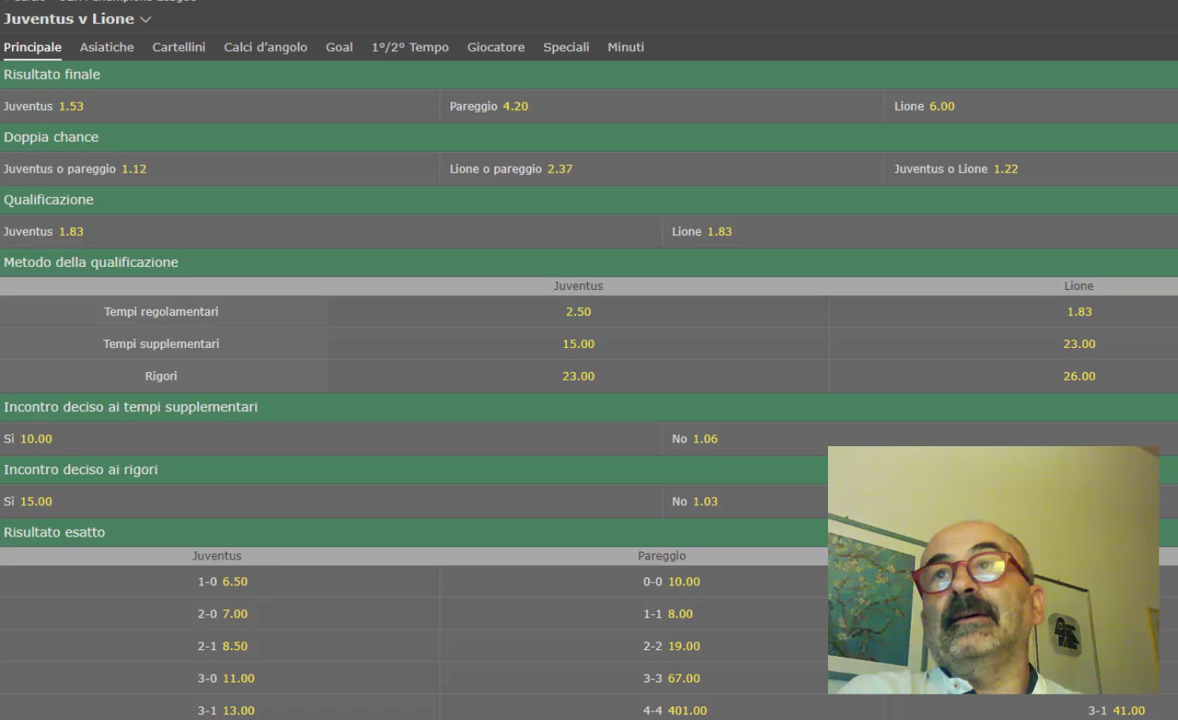 Juventus v Lione
Principale Asiatiche Cartellini Calci d'angolo Goal 1°/2° Tempo Giocatore Speciali Minuti
Risultato finale
Juventus 1.53 Pareggio 4.20 Lione 6.00
Doppia chance
Juventus o pareggio 1.12 Lione o pareggio 2.37 Juventus o Lione 1.22
Qualificazione
Juventus 1.83 Lione 1.83
Metodo della qualificazione
Juventus Lione
Tempi regolamentari 2.50 1.83
Tempi supplementari 15.00 23.00
Rigori 23.00 26.00
Incontro deciso ai tempi supplementari
Sì 10.00 No 1.06
Incontro deciso ai rigori
Sì 15.00 No 1.03
Risultato esatto
Juventus Pareggio
1-0 6.50 0-0 10.00
2-0 7.00 1-1 8.00
2-1 8.50 2-2 19.00
3-0 11.00 3-3 67.00
3-1 13.00 4-4 401.00 3-1 41.00